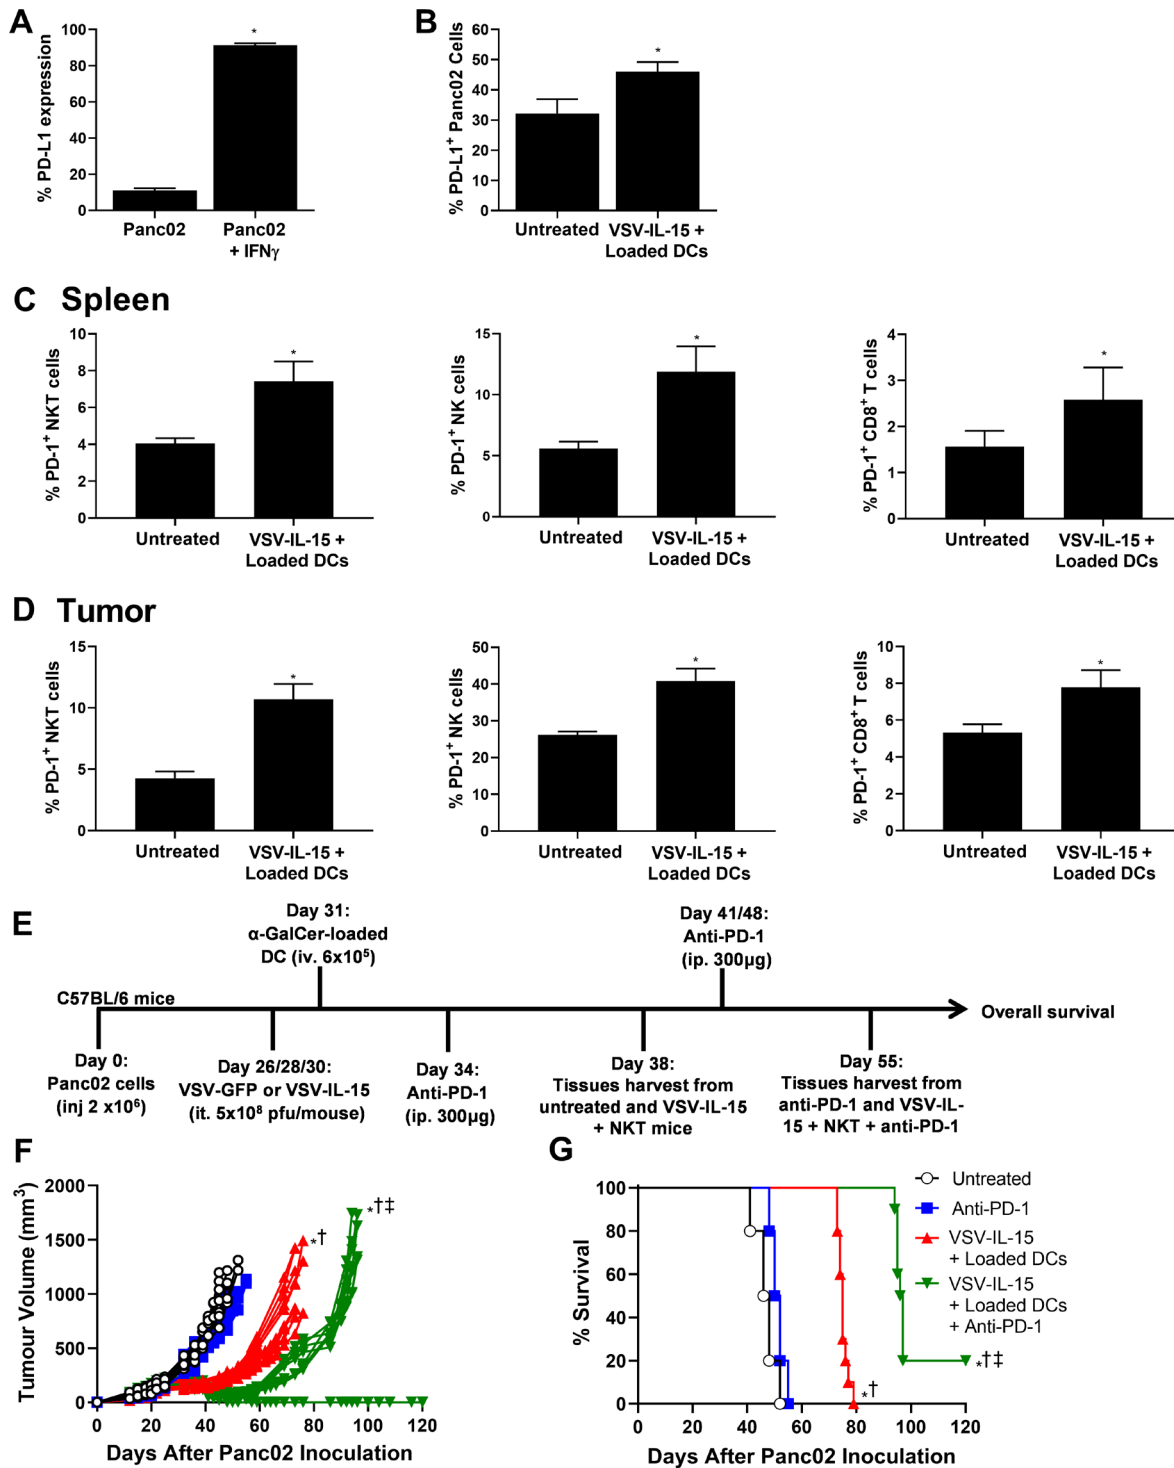 A
% PD-L1 expression
100
80
60
40
20
0
*
Panc02
Panc02
+ IFNγ
B
% PD-L1⁺ Panc02 Cells
60
50
40
30
20
10
0
*
Untreated
VSV-IL-15 +
Loaded DCs
C Spleen
% PD-1⁺ NKT cells
10
8
6
4
2
0
*
Untreated
VSV-IL-15 +
Loaded DCs
% PD-1⁺ NK cells
15
10
5
0
*
Untreated
VSV-IL-15 +
Loaded DCs
% PD-1⁺ CD8⁺ T cells
4
3
2
1
0
*
Untreated
VSV-IL-15 +
Loaded DCs
D Tumor
% PD-1⁺ NKT cells
15
10
5
0
*
Untreated
VSV-IL-15 +
Loaded DCs
% PD-1⁺ NK cells
50
40
30
20
10
0
*
Untreated
VSV-IL-15 +
Loaded DCs
% PD-1⁺ CD8⁺ T cells
10
8
6
4
2
0
*
Untreated
VSV-IL-15 +
Loaded DCs
E
Day 31:
α-GalCer-loaded
DC (iv. 6x10⁵)
Day 41/48:
Anti-PD-1
(ip. 300µg)
C57BL/6 mice
Overall survival
Day 0:
Panc02 cells
(inj 2 x10⁶)
Day 26/28/30:
VSV-GFP or VSV-IL-15
(it. 5x10⁸ pfu/mouse)
Day 34:
Anti-PD-1
(ip. 300µg)
Day 38:
Tissues harvest from
untreated and VSV-IL-15
+ NKT mice
Day 55:
Tissues harvest from
anti-PD-1 and VSV-IL-
15 + NKT + anti-PD-1
F
Tumour Volume (mm³)
2000
1500
1000
500
0
*†
*†‡
0 20 40 60 80 100 120
Days After Panc02 Inoculation
G
% Survival
100
80
60
40
20
0
*†
*†‡
0 20 40 60 80 100 120
Days After Panc02 Inoculation
Untreated
Anti-PD-1
VSV-IL-15
+ Loaded DCs
VSV-IL-15
+ Loaded DCs
+ Anti-PD-1